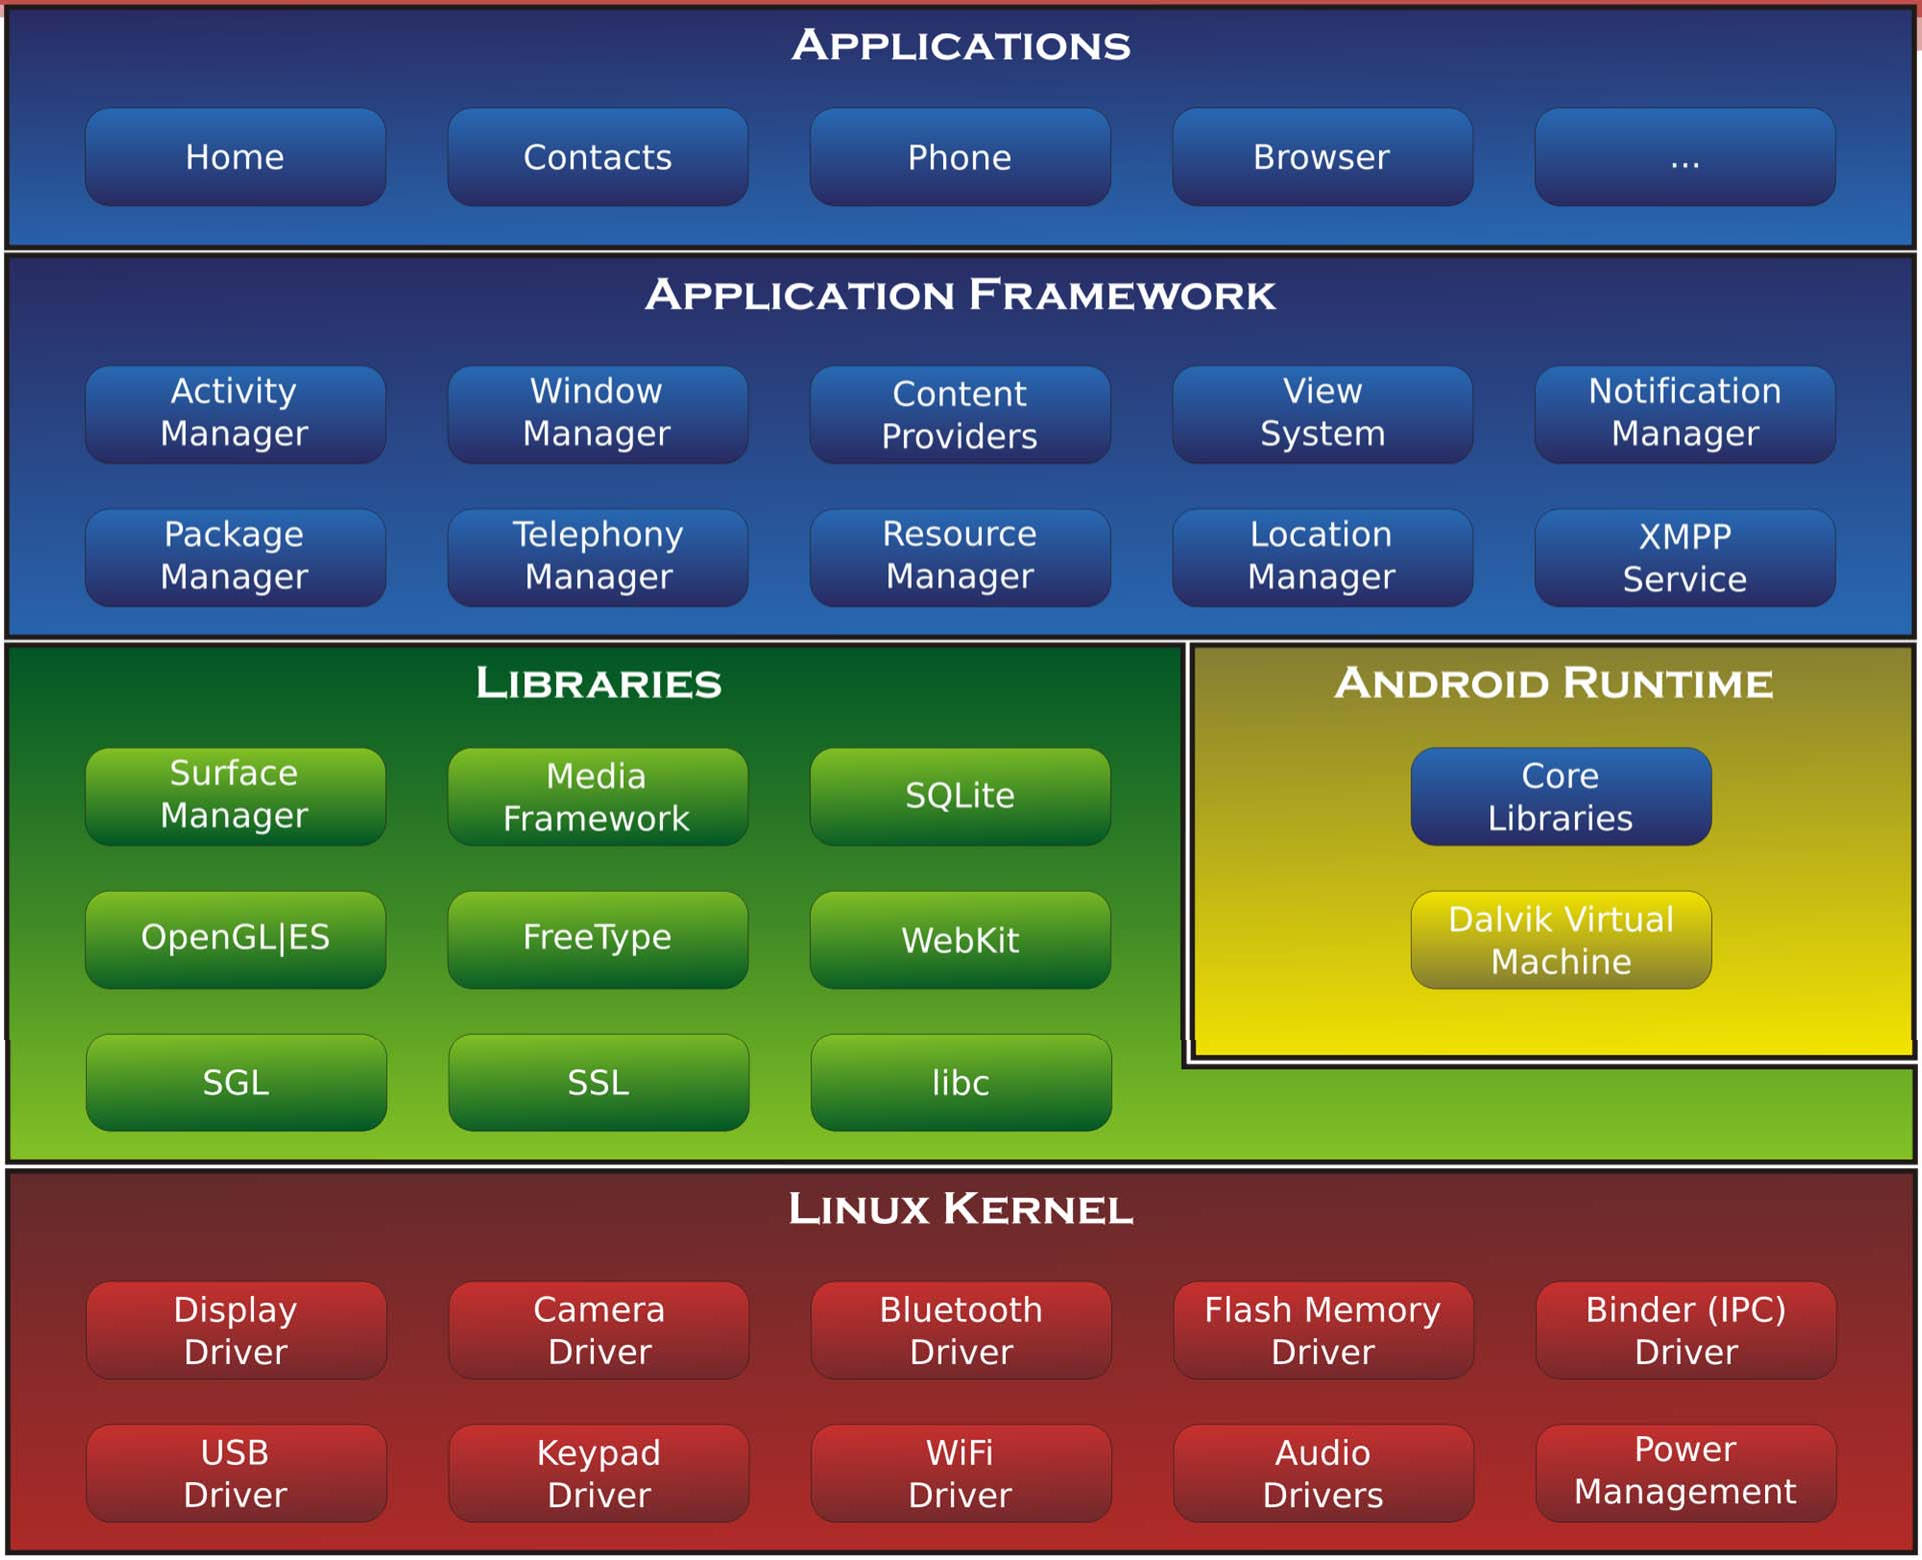 APPLICATIONS
Home
Contacts
Phone
Browser
...
APPLICATION FRAMEWORK
Activity
Manager
Window
Manager
Content
Providers
View
System
Notification
Manager
Package
Manager
Telephony
Manager
Resource
Manager
Location
Manager
XMPP
Service
LIBRARIES
Surface
Manager
Media
Framework
SQLite
OpenGL|ES
FreeType
WebKit
SGL
SSL
libc
ANDROID RUNTIME
Core
Libraries
Dalvik Virtual
Machine
LINUX KERNEL
Display
Driver
Camera
Driver
Bluetooth
Driver
Flash Memory
Driver
Binder (IPC)
Driver
USB
Driver
Keypad
Driver
WiFi
Driver
Audio
Drivers
Power
Management